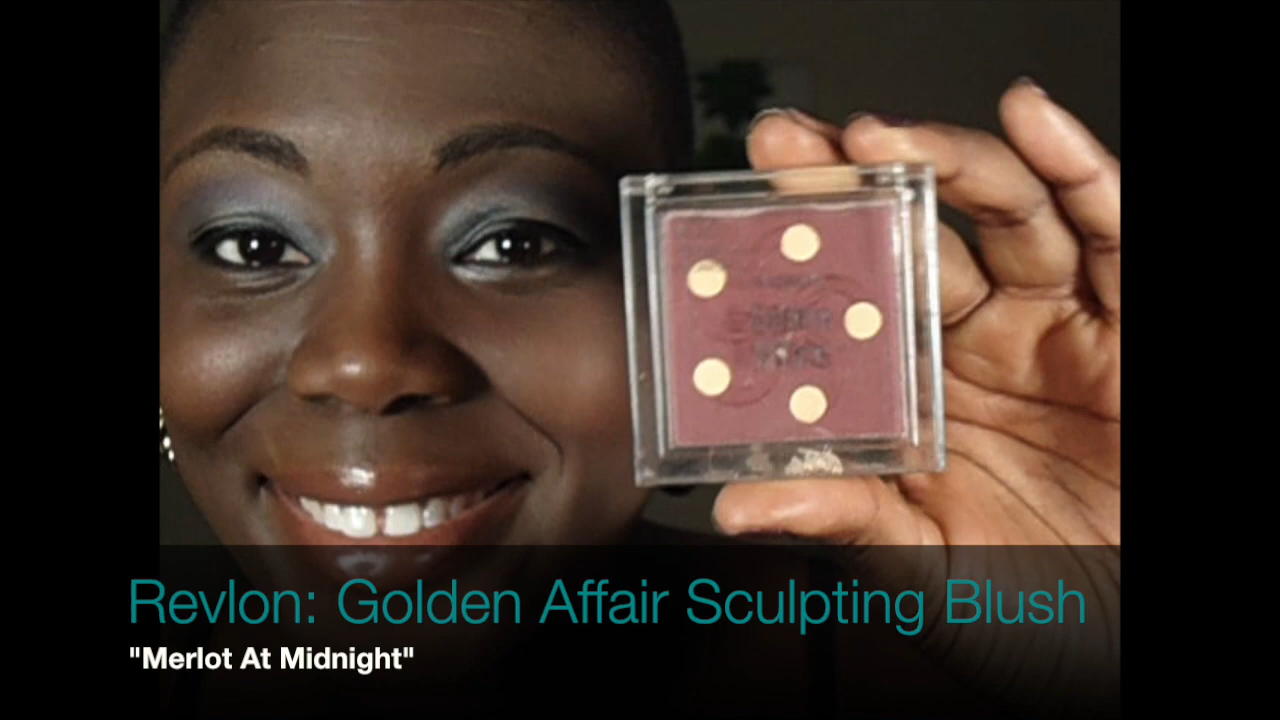 Revlon: Golden Affair Sculpting Blush
"Merlot At Midnight"